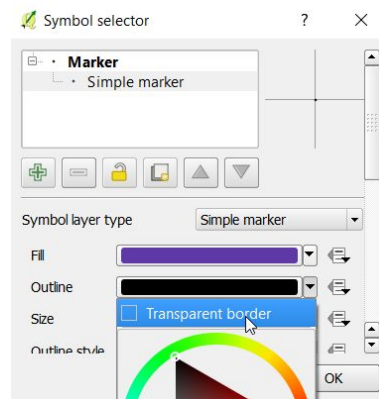 Symbol selector ?
Marker
Simple marker
Symbol layer type Simple marker
Fill
Outline
Transparent border
Size
Outline style
OK